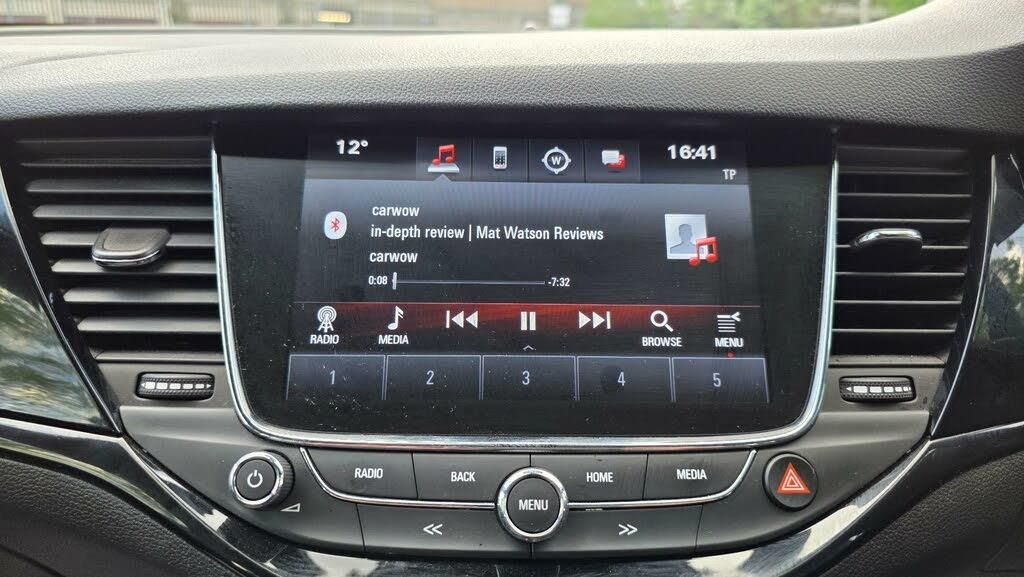 12°
W
16:41
TP
carwow
in-depth review | Mat Watson Reviews
carwow
0:08
-7:32
RADIO
MEDIA
BROWSE
MENU
1
2
3
4
5
RADIO
BACK
MENU
HOME
MEDIA